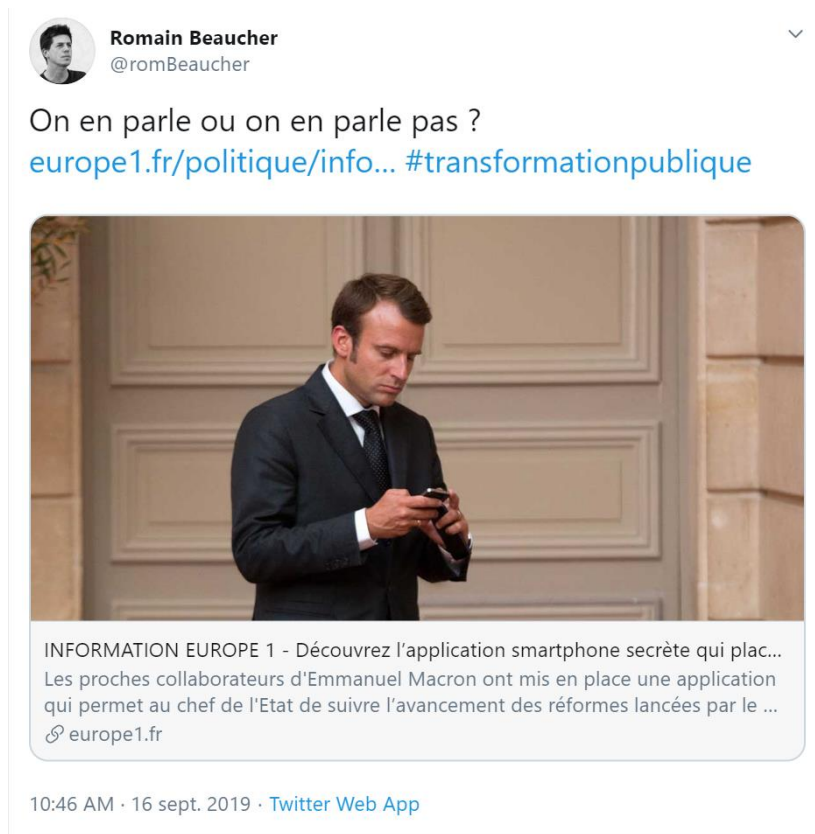 Romain Beaucher
@romBeaucher
On en parle ou on en parle pas ?
europe1.fr/politique/info... #transformationpublique
INFORMATION EUROPE 1 - Découvrez l’application smartphone secrète qui plac...
Les proches collaborateurs d'Emmanuel Macron ont mis en place une application
qui permet au chef de l'Etat de suivre l’avancement des réformes lancées par le ...
europe1.fr
10:46 AM · 16 sept. 2019 · Twitter Web App